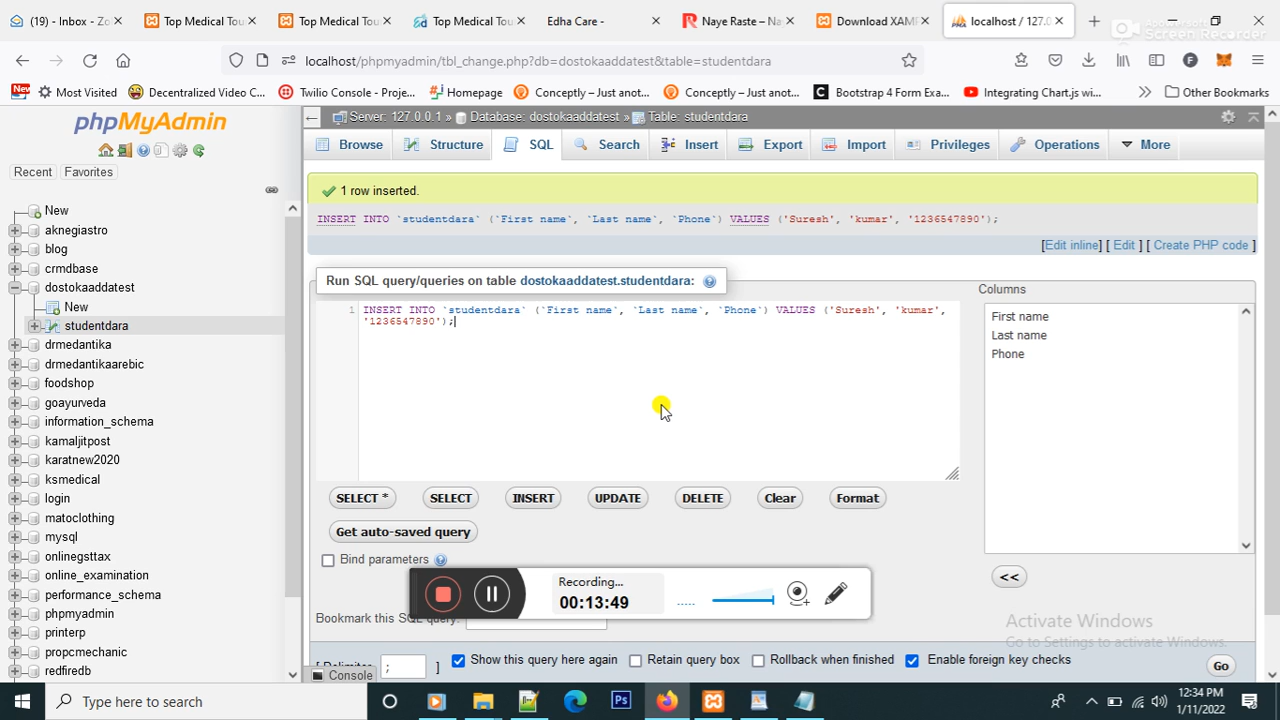 (19) - Inbox - Zo
Top Medical Tou
Top Medical Tou
Top Medical Tou
Edha Care -
Naye Raste – Na
Download XAM
localhost / 127.0
localhost/phpmyadmin/tbl_change.php?db=dostokaaddatest&table=studentdara
New
Most Visited
Decentralized Video C...
Twilio Console - Proje...
Homepage
Conceptly – Just anot...
Conceptly – Just anot...
Bootstrap 4 Form Exa...
Integrating Chart.js wi...
Other Bookmarks
phpMyAdmin
Recent
Favorites
New
aknegiastro
blog
crmdbase
dostokaaddatest
New
studentdara
drmedantika
drmedantikaarebic
foodshop
goayurveda
information_schema
kamaljitpost
karatnew2020
ksmedical
login
matoclothing
mysql
onlinegsttax
online_examination
performance_schema
phpmyadmin
printerp
propcmechanic
redfiredb
Server: 127.0.0.1 » Database: dostokaaddatest » Table: studentdara
Browse
Structure
SQL
Search
Insert
Export
Import
Privileges
Operations
More
1 row inserted.
INSERT INTO `studentdara` (`First name`, `Last name`, `Phone`) VALUES ('Suresh', 'kumar', '1236547890');
[Edit inline] [ Edit ] [ Create PHP code ]
Run SQL query/queries on table dostokaaddatest.studentdara:
1
INSERT INTO `studentdara` (`First name`, `Last name`, `Phone`) VALUES ('Suresh', 'kumar',
'1236547890');
Columns
First name
Last name
Phone
SELECT *
SELECT
INSERT
UPDATE
DELETE
Clear
Format
Get auto-saved query
Bind parameters
<<
Recording...
00:13:49
Bookmark this SQL query:
Activate Windows
Go to Settings to activate Windows.
[ Delimiter ; ]
Show this query here again
Retain query box
Rollback when finished
Enable foreign key checks
Go
Console
Type here to search
Ps
12:34 PM
1/11/2022